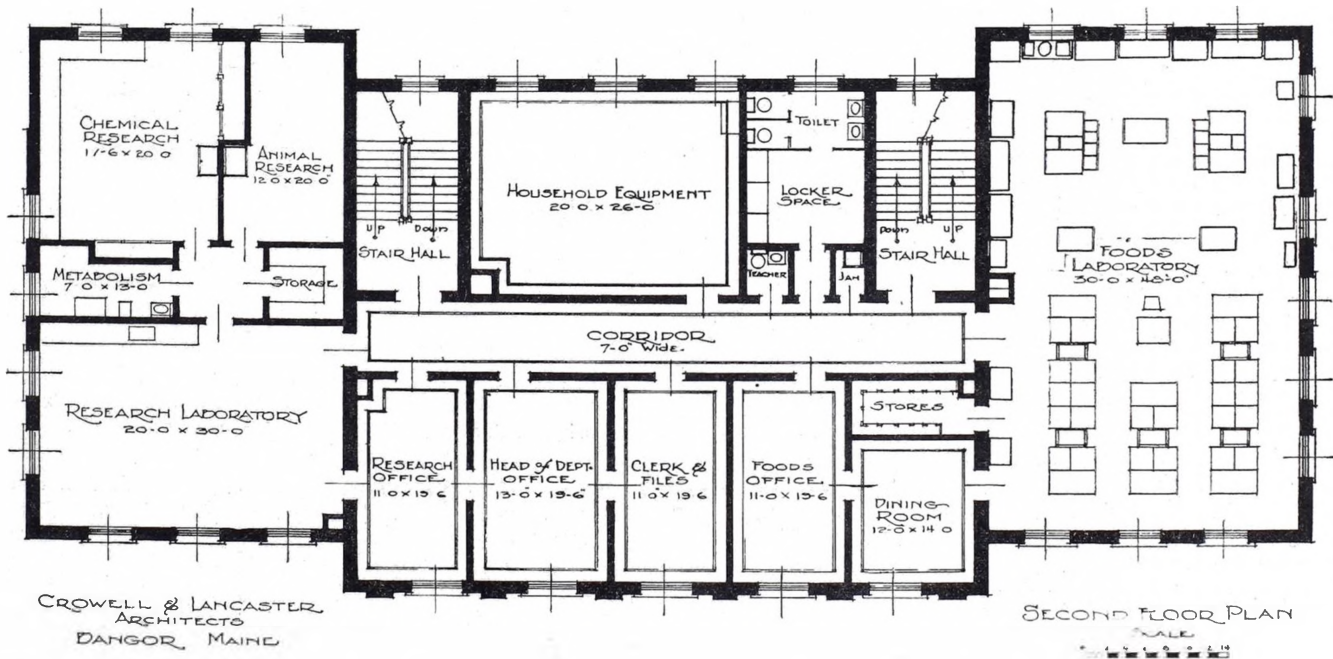 CHEMICAL
RESEARCH
17-6 x 20 0
ANIMAL
RESEARCH
12 0 x 20 0"
TOILET
LOCKER
SPACE
HOUSEHOLD EQUIPMENT
20 0 x 26-0
UP
DOWN
STAIR HALL
DOWN
UP
STAIR HALL
FOODS
LABORATORY
30-0 x 48-0"
METABOLISM
7 0 x 13-0
STORAGE
TEACHER
JAN
CORRIDOR
7-0" WIDE.
RESEARCH LABORATORY
20-0 x 30-0
RESEARCH
OFFICE
11 0 x 19 6
HEAD of DEPT.
OFFICE
13-0 x 19-6"
CLERK &
FILES
11 0" x 19 6
FOODS
OFFICE
11-0 x 19-6
STORES
DINING
ROOM
12-0 x 14 0
CROWELL & LANCASTER
ARCHITECTS
BANGOR MAINE
SECOND FLOOR PLAN
SCALE